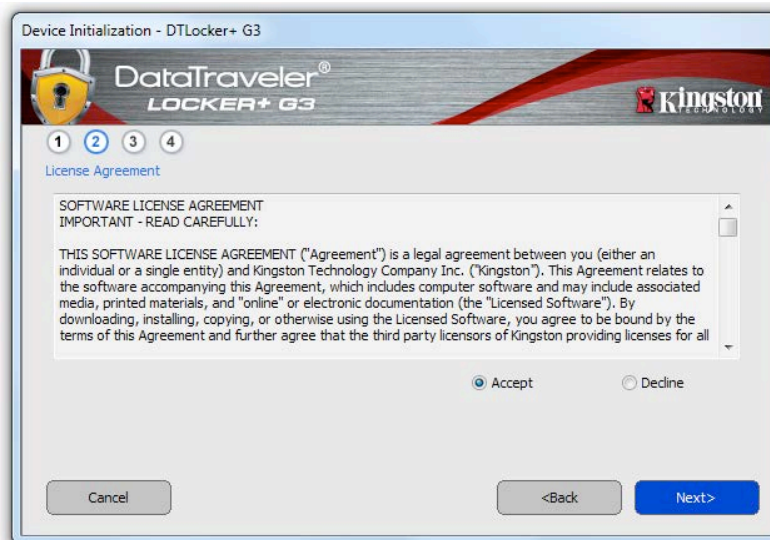 Device Initialization - DTLocker+ G3
DataTraveler®
LOCKER+ G3
Kingston
TECHNOLOGY
1 2 3 4
License Agreement
SOFTWARE LICENSE AGREEMENT
IMPORTANT - READ CAREFULLY:
THIS SOFTWARE LICENSE AGREEMENT ("Agreement") is a legal agreement between you (either an
individual or a single entity) and Kingston Technology Company Inc. ("Kingston"). This Agreement relates to
the software accompanying this Agreement, which includes computer software and may include associated
media, printed materials, and "online" or electronic documentation (the "Licensed Software"). By
downloading, installing, copying, or otherwise using the Licensed Software, you agree to be bound by the
terms of this Agreement and further agree that the third party licensors of Kingston providing licenses for all
Accept Decline
Cancel <Back Next>